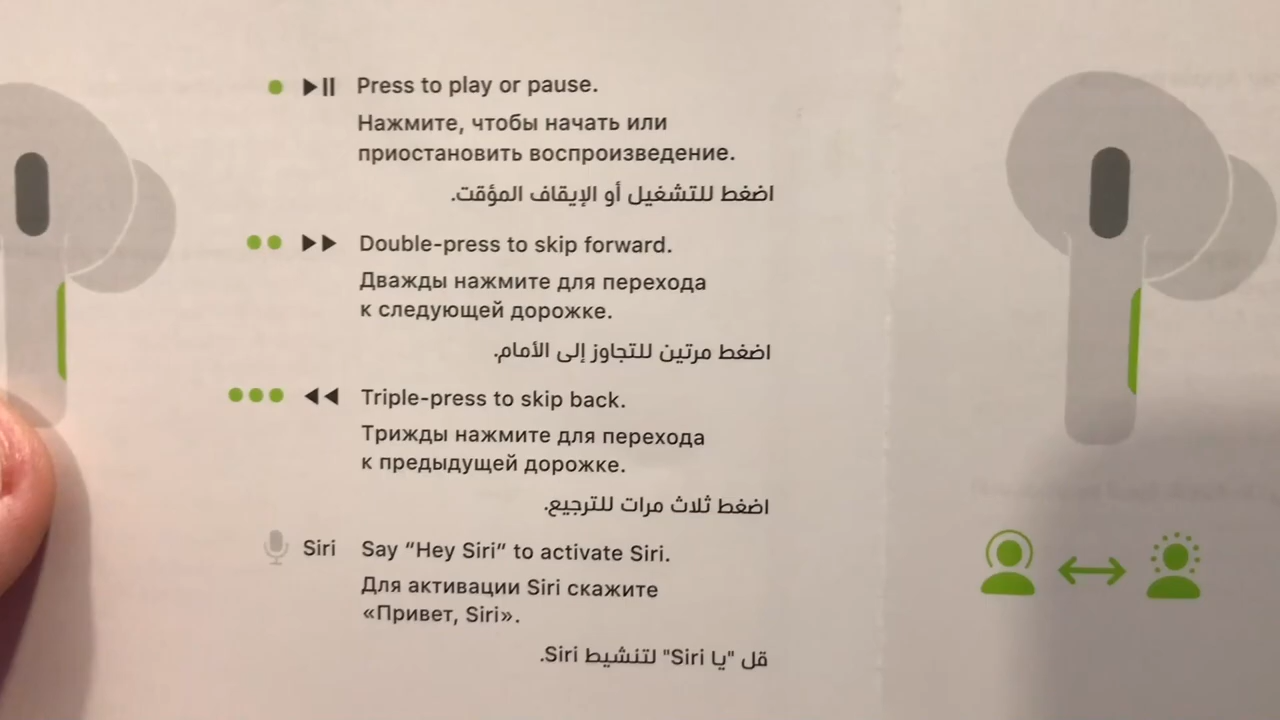 Press to play or pause.
Нажмите, чтобы начать или
приостановить воспроизведение.
اضغط للتشغيل أو الإيقاف المؤقت.
Double-press to skip forward.
Дважды нажмите для перехода
к следующей дорожке.
اضغط مرتين للتجاوز إلى الأمام.
Triple-press to skip back.
Трижды нажмите для перехода
к предыдущей дорожке.
اضغط ثلاث مرات للترجيع.
Siri Say “Hey Siri” to activate Siri.
Для активации Siri скажите
«Привет, Siri».
قل "يا Siri" لتنشيط Siri.